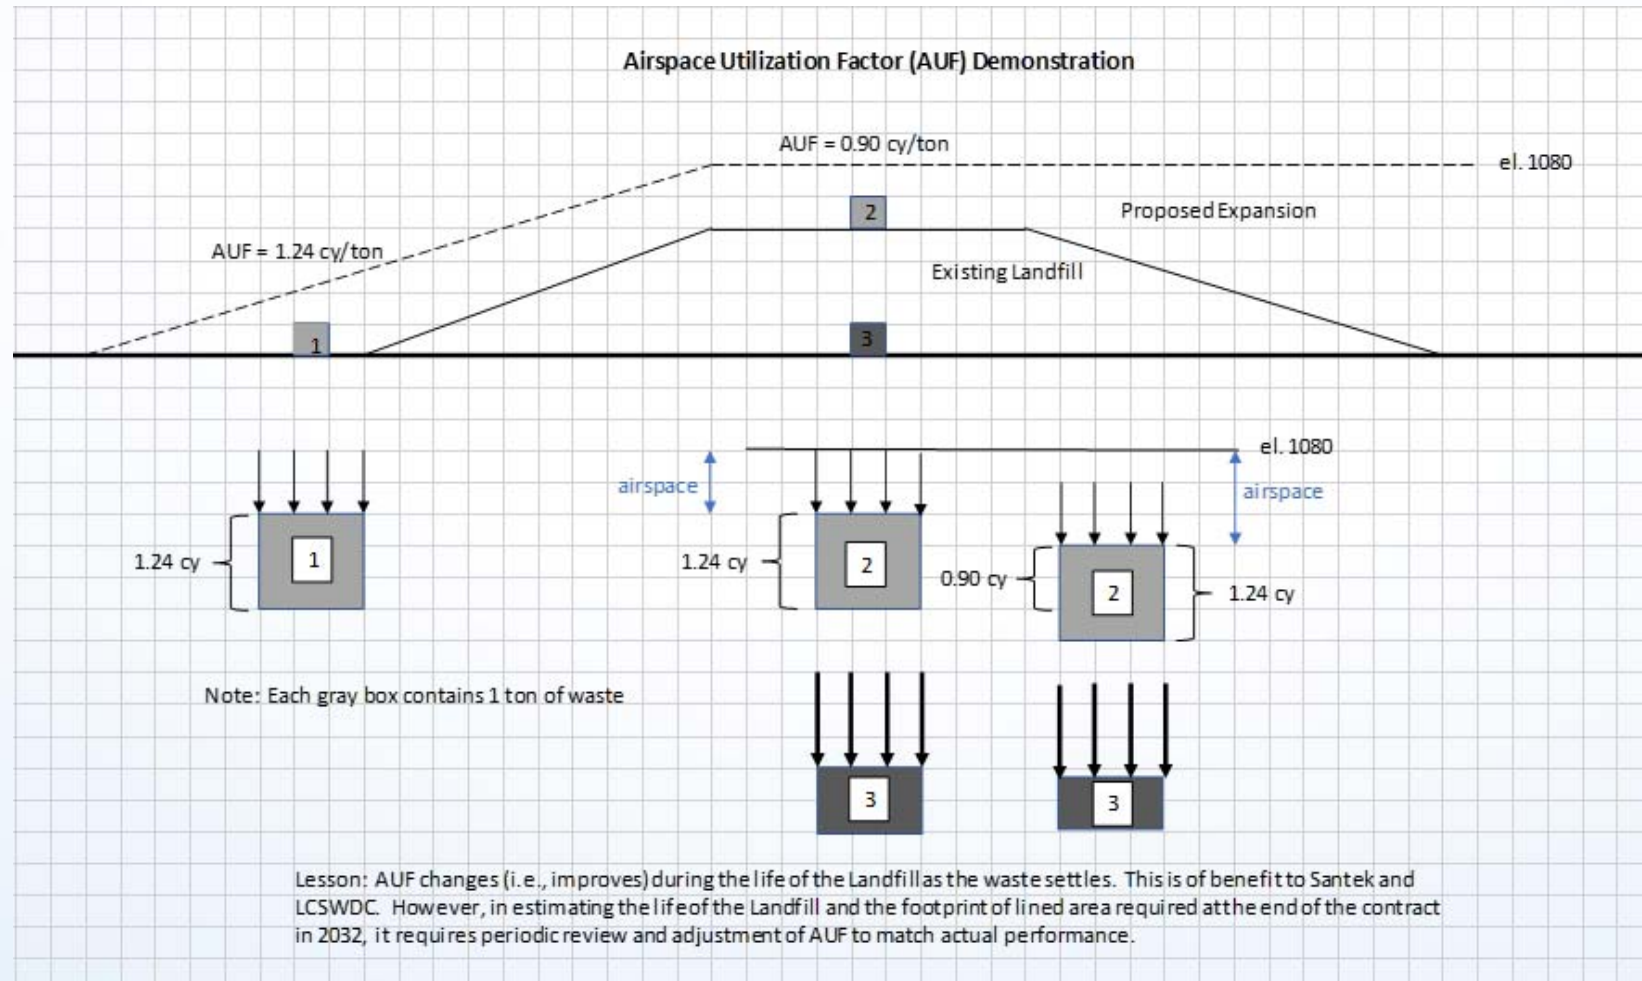 Airspace Utilization Factor (AUF) Demonstration
AUF = 0.90 cy/ton
el. 1080
2
Proposed Expansion
AUF = 1.24 cy/ton
Existing Landfill
1
3
el. 1080
airspace
airspace
1.24 cy
1
1.24 cy
2
0.90 cy
2
1.24 cy
Note: Each gray box contains 1 ton of waste
3
3
Lesson: AUF changes (i.e., improves) during the life of the Landfill as the waste settles. This is of benefit to Santek and
LCSWDC. However, in estimating the life of the Landfill and the footprint of lined area required at the end of the contract
in 2032, it requires periodic review and adjustment of AUF to match actual performance.